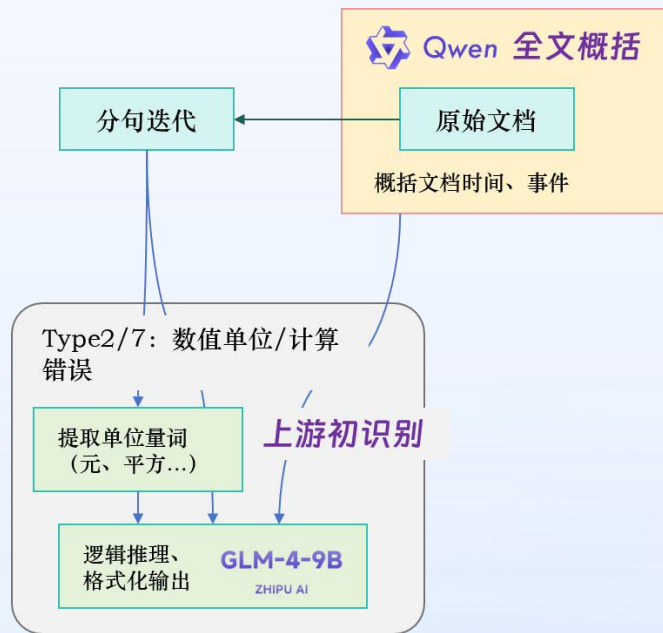 Qwen 全文概括
分句迭代
原始文档
概括文档时间、事件
Type2/7：数值单位/计算
错误
提取单位量词
（元、平方...）
上游初识别
逻辑推理、
格式化输出
GLM-4-9B
ZHIPU AI